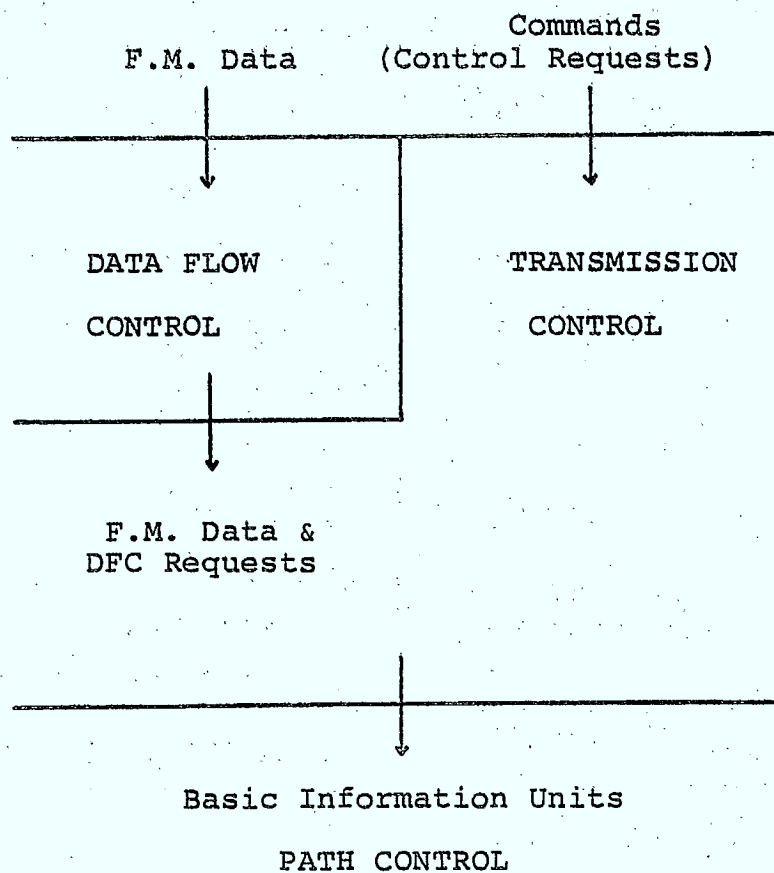 Commands
F.M. Data (Control Requests)
DATA FLOW
CONTROL
TRANSMISSION
CONTROL
F.M. Data &
DFC Requests
Basic Information Units
PATH CONTROL